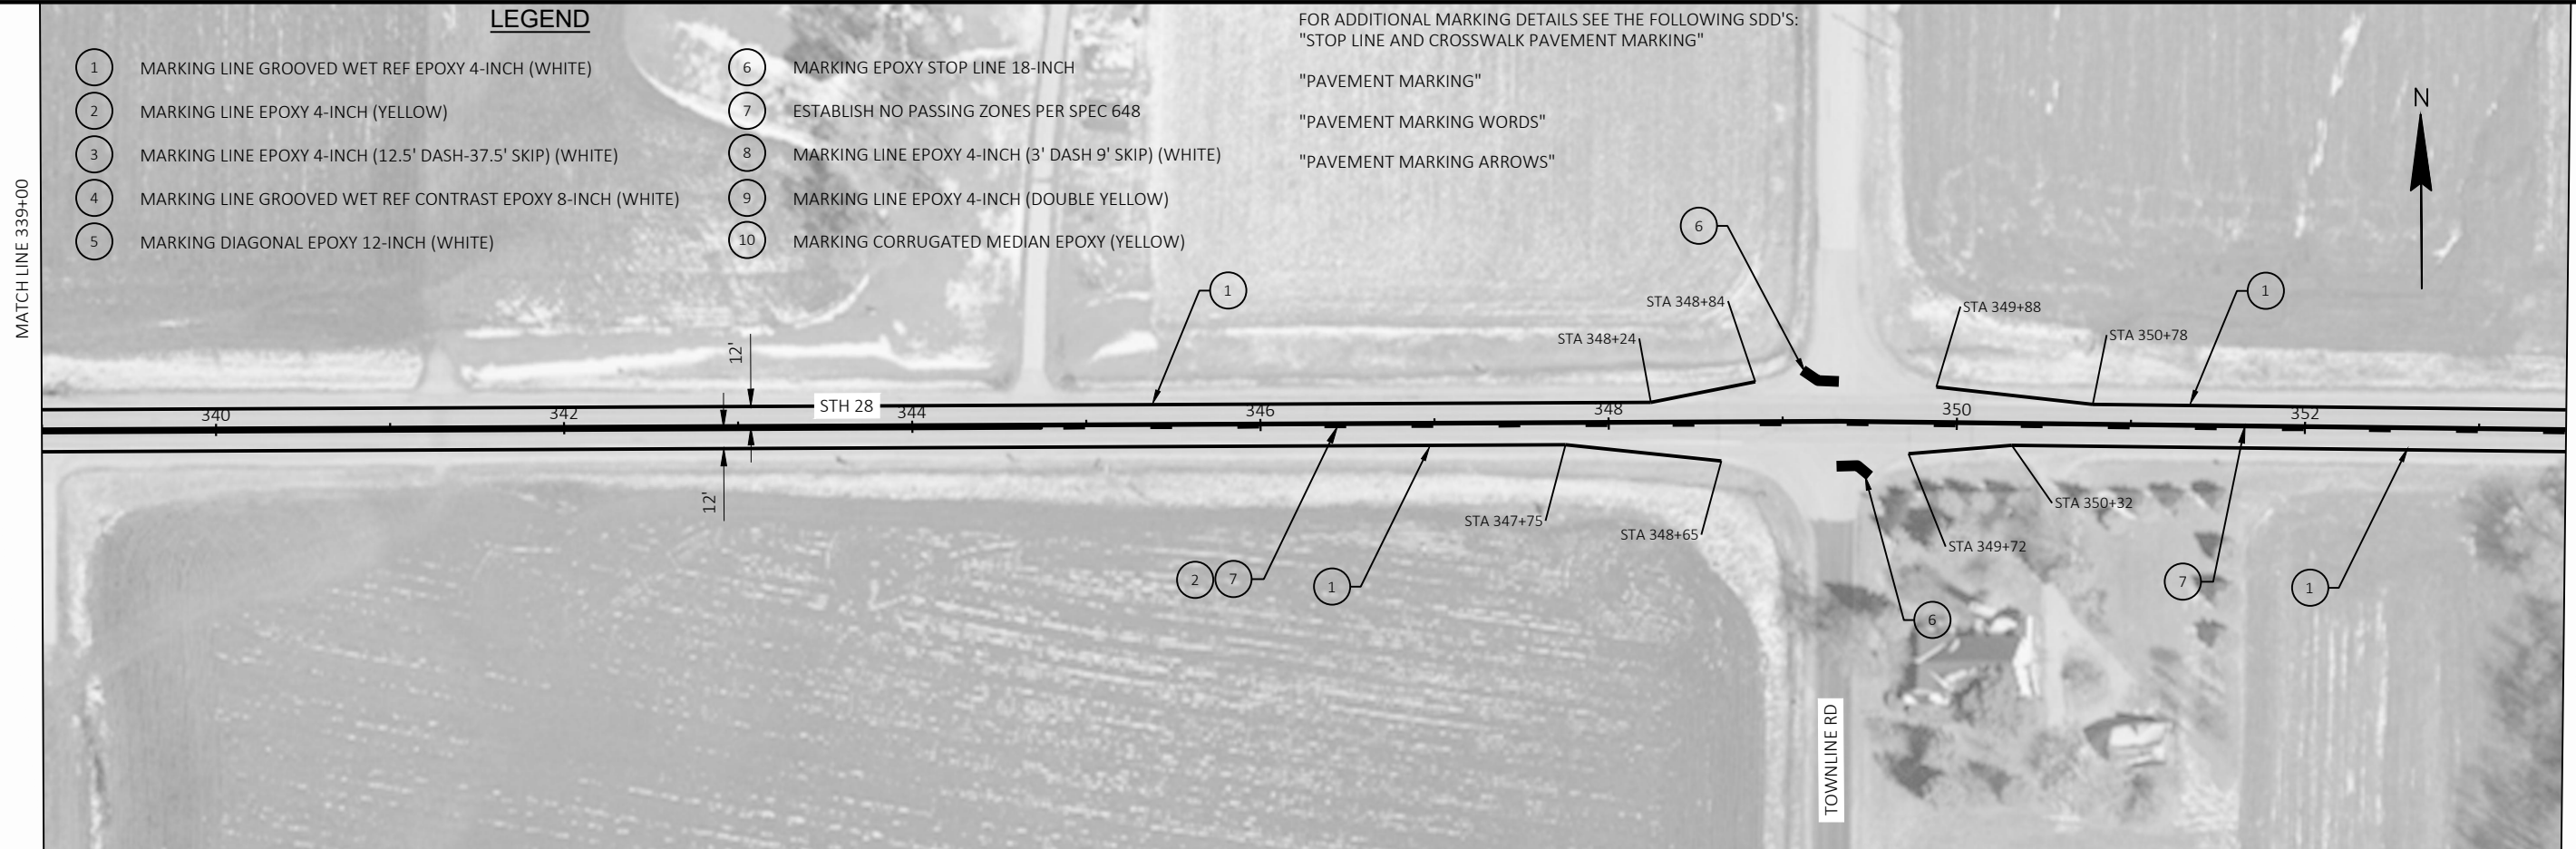 LEGEND
1 MARKING LINE GROOVED WET REF EPOXY 4-INCH (WHITE)
2 MARKING LINE EPOXY 4-INCH (YELLOW)
3 MARKING LINE EPOXY 4-INCH (12.5' DASH-37.5' SKIP) (WHITE)
4 MARKING LINE GROOVED WET REF CONTRAST EPOXY 8-INCH (WHITE)
5 MARKING DIAGONAL EPOXY 12-INCH (WHITE)
6 MARKING EPOXY STOP LINE 18-INCH
7 ESTABLISH NO PASSING ZONES PER SPEC 648
8 MARKING LINE EPOXY 4-INCH (3' DASH 9' SKIP) (WHITE)
9 MARKING LINE EPOXY 4-INCH (DOUBLE YELLOW)
10 MARKING CORRUGATED MEDIAN EPOXY (YELLOW)
FOR ADDITIONAL MARKING DETAILS SEE THE FOLLOWING SDD'S:
"STOP LINE AND CROSSWALK PAVEMENT MARKING"
"PAVEMENT MARKING"
"PAVEMENT MARKING WORDS"
"PAVEMENT MARKING ARROWS"
N
MATCH LINE 339+00
6
1
1
STA 348+84
STA 349+88
STA 348+24
STA 350+78
12'
STH 28
340
342
344
346
348
350
352
12'
STA 347+75
STA 348+65
STA 350+32
STA 349+72
2
7
1
7
1
6
TOWNLINE RD